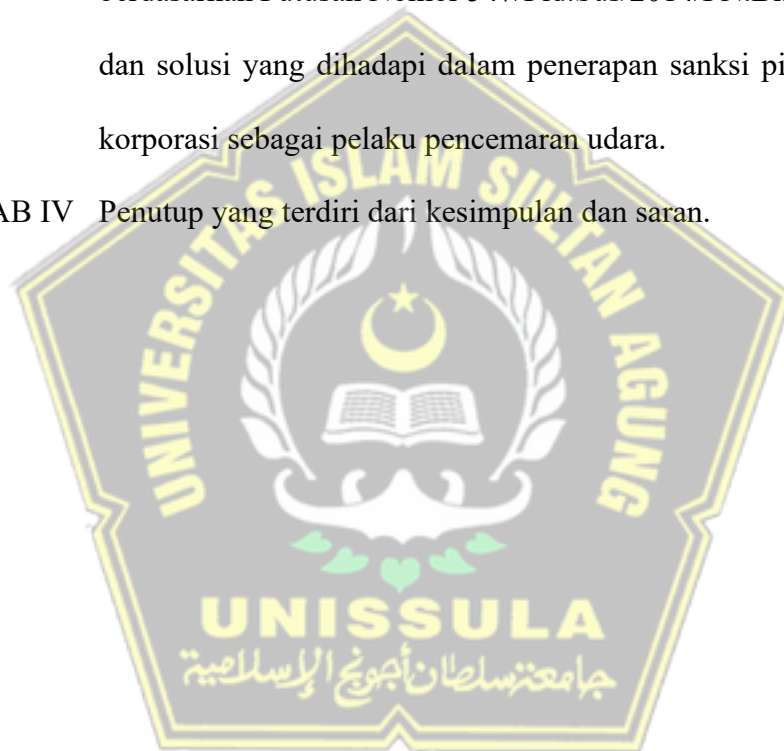 dan solusi yang dihadapi dalam penerapan sanksi pi
korporasi sebagai pelaku pencemaran udara.
AB IV Penutup yang terdiri dari kesimpulan dan saran.
UNIVERSITAS ISLAM SULTAN AGUNG
UNISSULA
جامعة سلطان أجونج الإسلامية